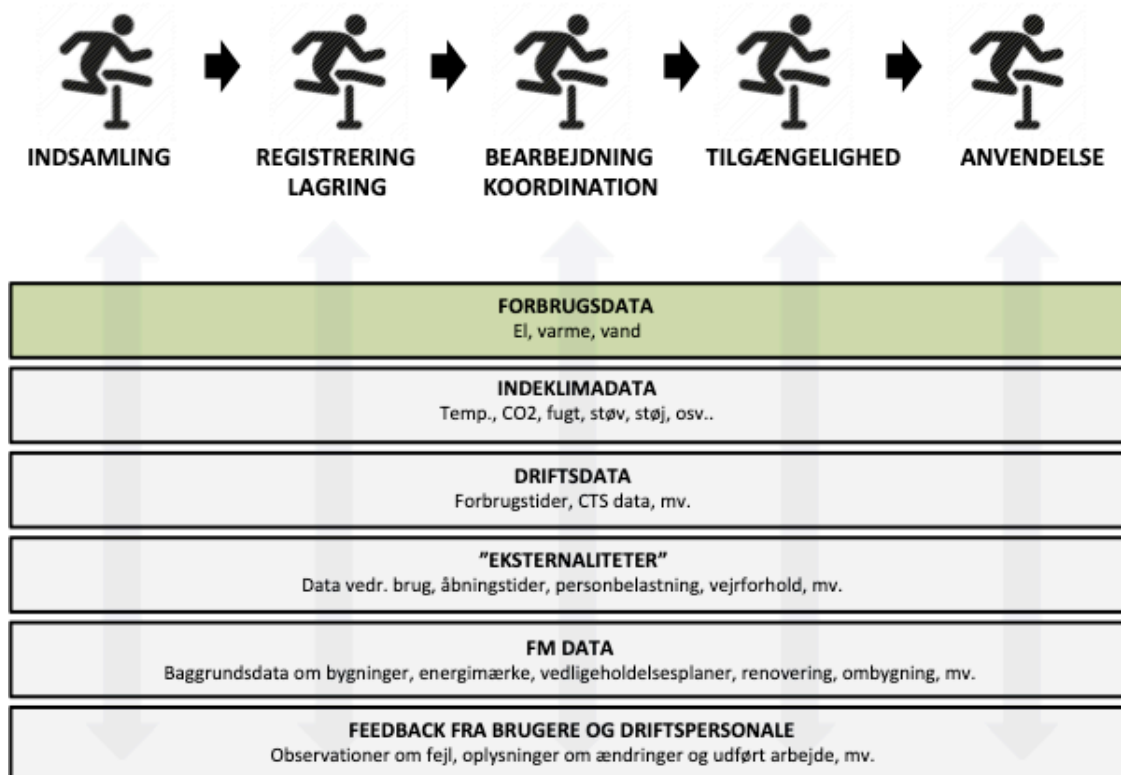 INDSAMLING
REGISTRERING
LAGRING
BEARBEJDNING
KOORDINATION
TILGÆNGELIGHED
ANVENDELSE
FORBRUGSDATA
El, varme, vand
INDEKLIMADATA
Temp., CO2, fugt, støv, støj, osv..
DRIFTSDATA
Forbrugstider, CTS data, mv.
”EKSTERNALITETER”
Data vedr. brug, åbningstider, personbelastning, vejrforhold, mv.
FM DATA
Baggrundsdata om bygninger, energimærke, vedligeholdelsesplaner, renovering, ombygning, mv.
FEEDBACK FRA BRUGERE OG DRIFTSPERSONALE
Observationer om fejl, oplysninger om ændringer og udført arbejde, mv.